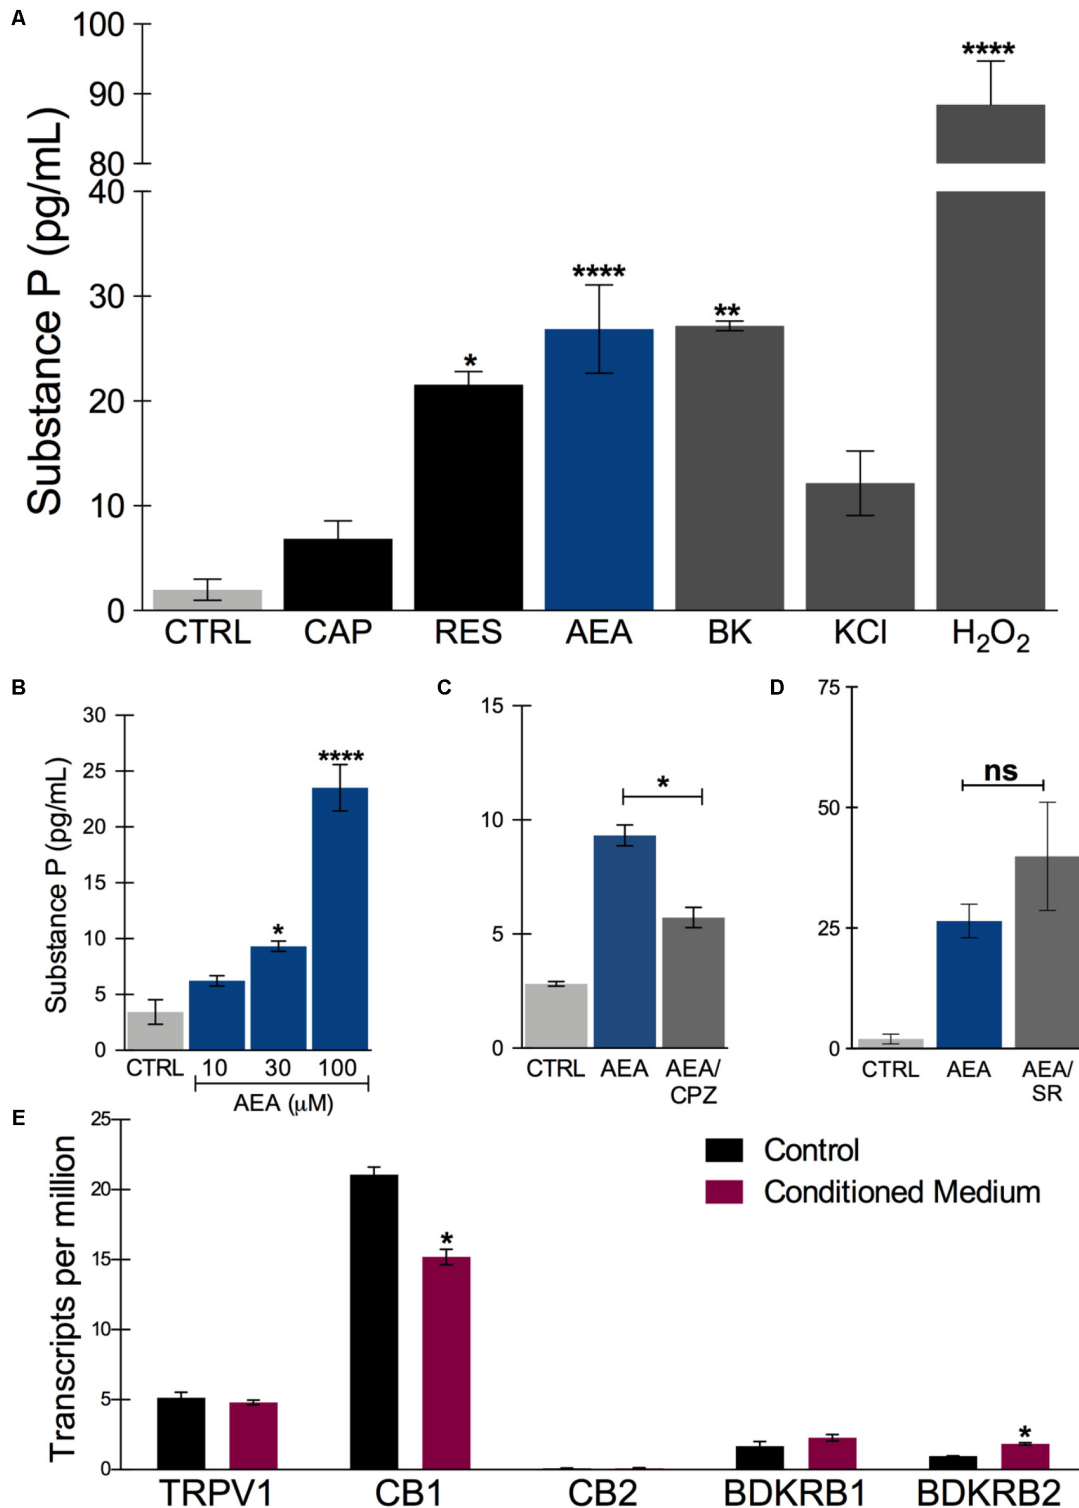 A
Substance P (pg/mL)
100
90
80
40
30
20
10
0
*
****
**
****
CTRL CAP RES AEA BK KCl H₂O₂
B
Substance P (pg/mL)
30
25
20
15
10
5
0
*
****
CTRL 10 30 100
AEA (μM)
C
15
10
5
0
*
CTRL AEA AEA/
CPZ
D
75
50
25
0
ns
CTRL AEA AEA/
SR
E
Transcripts per million
25
20
15
10
5
0
Control
Conditioned Medium
*
*
TRPV1 CB1 CB2 BDKRB1 BDKRB2